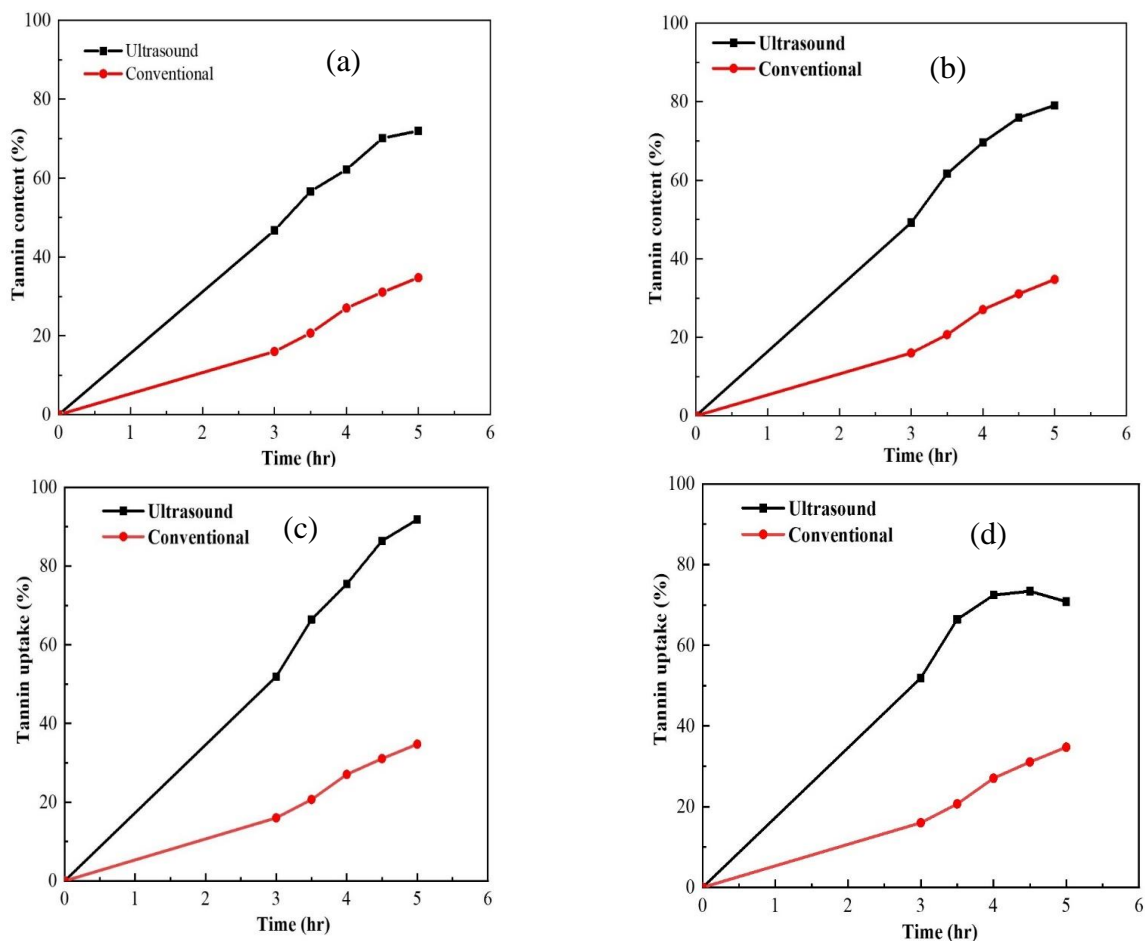 100
80
60
40
20
0
Tannin content (%)
Ultrasound
Conventional
(a)
0 1 2 3 4 5 6
Time (hr)
100
80
60
40
20
0
Tannin content (%)
Ultrasound
Conventional
(b)
0 1 2 3 4 5 6
Time (hr)
100
80
60
40
20
0
Tannin uptake (%)
Ultrasound
Conventional
(c)
0 1 2 3 4 5 6
Time (hr)
100
80
60
40
20
0
Tannin uptake (%)
Ultrasound
Conventional
(d)
0 1 2 3 4 5 6
Time (hr)